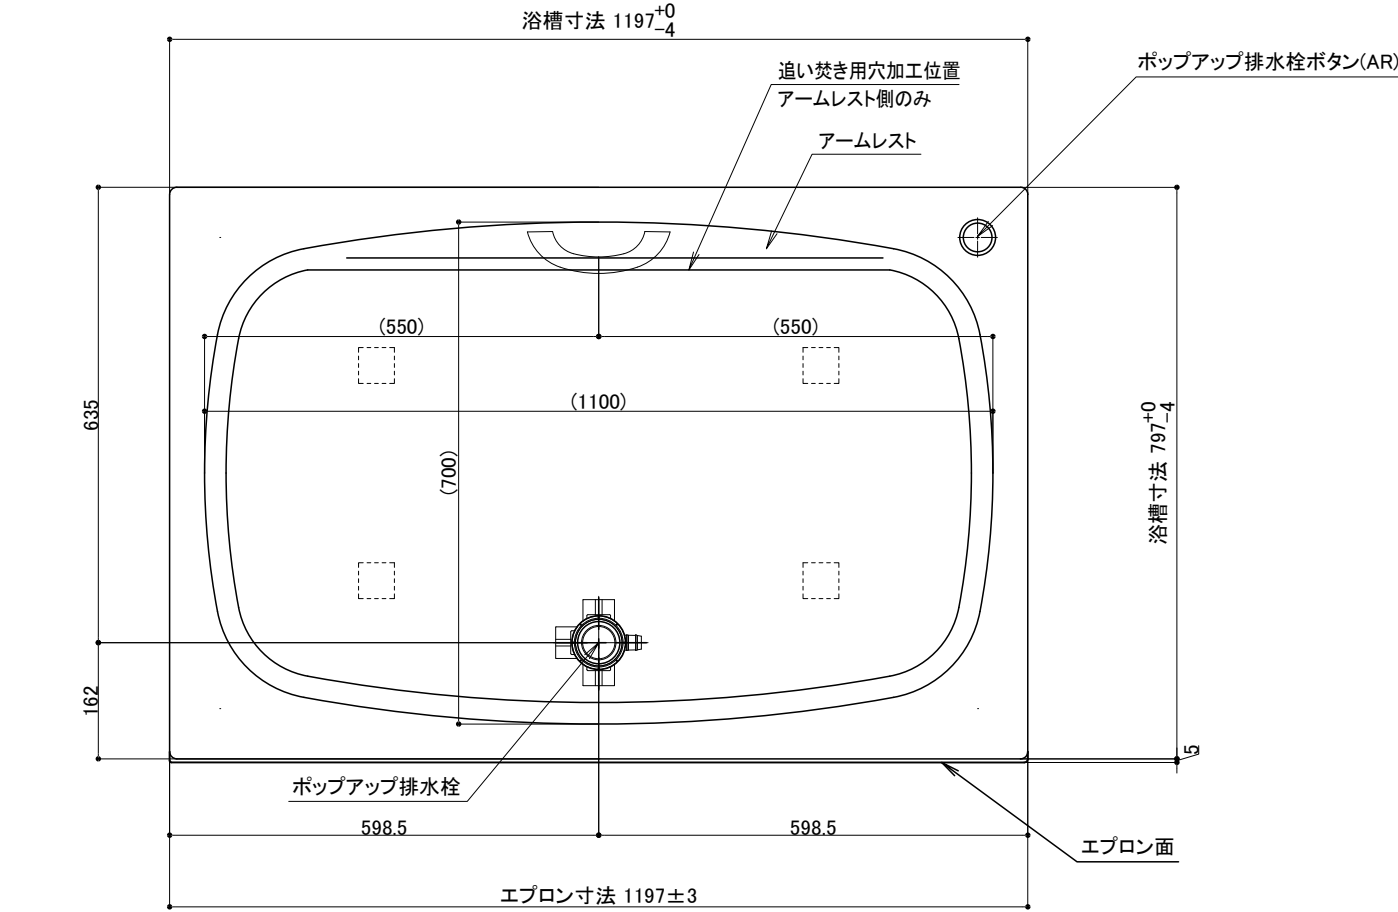 浴槽寸法 1197+0
-4
ポップアップ排水栓ボタン(AR)
追い焚き用穴加工位置
アームレスト側のみ
アームレスト
(550)
(550)
(1100)
(700)
635
162
浴槽寸法 797+0
-4
5
ポップアップ排水栓
598.5
598.5
エプロン面
エプロン寸法 1197±3